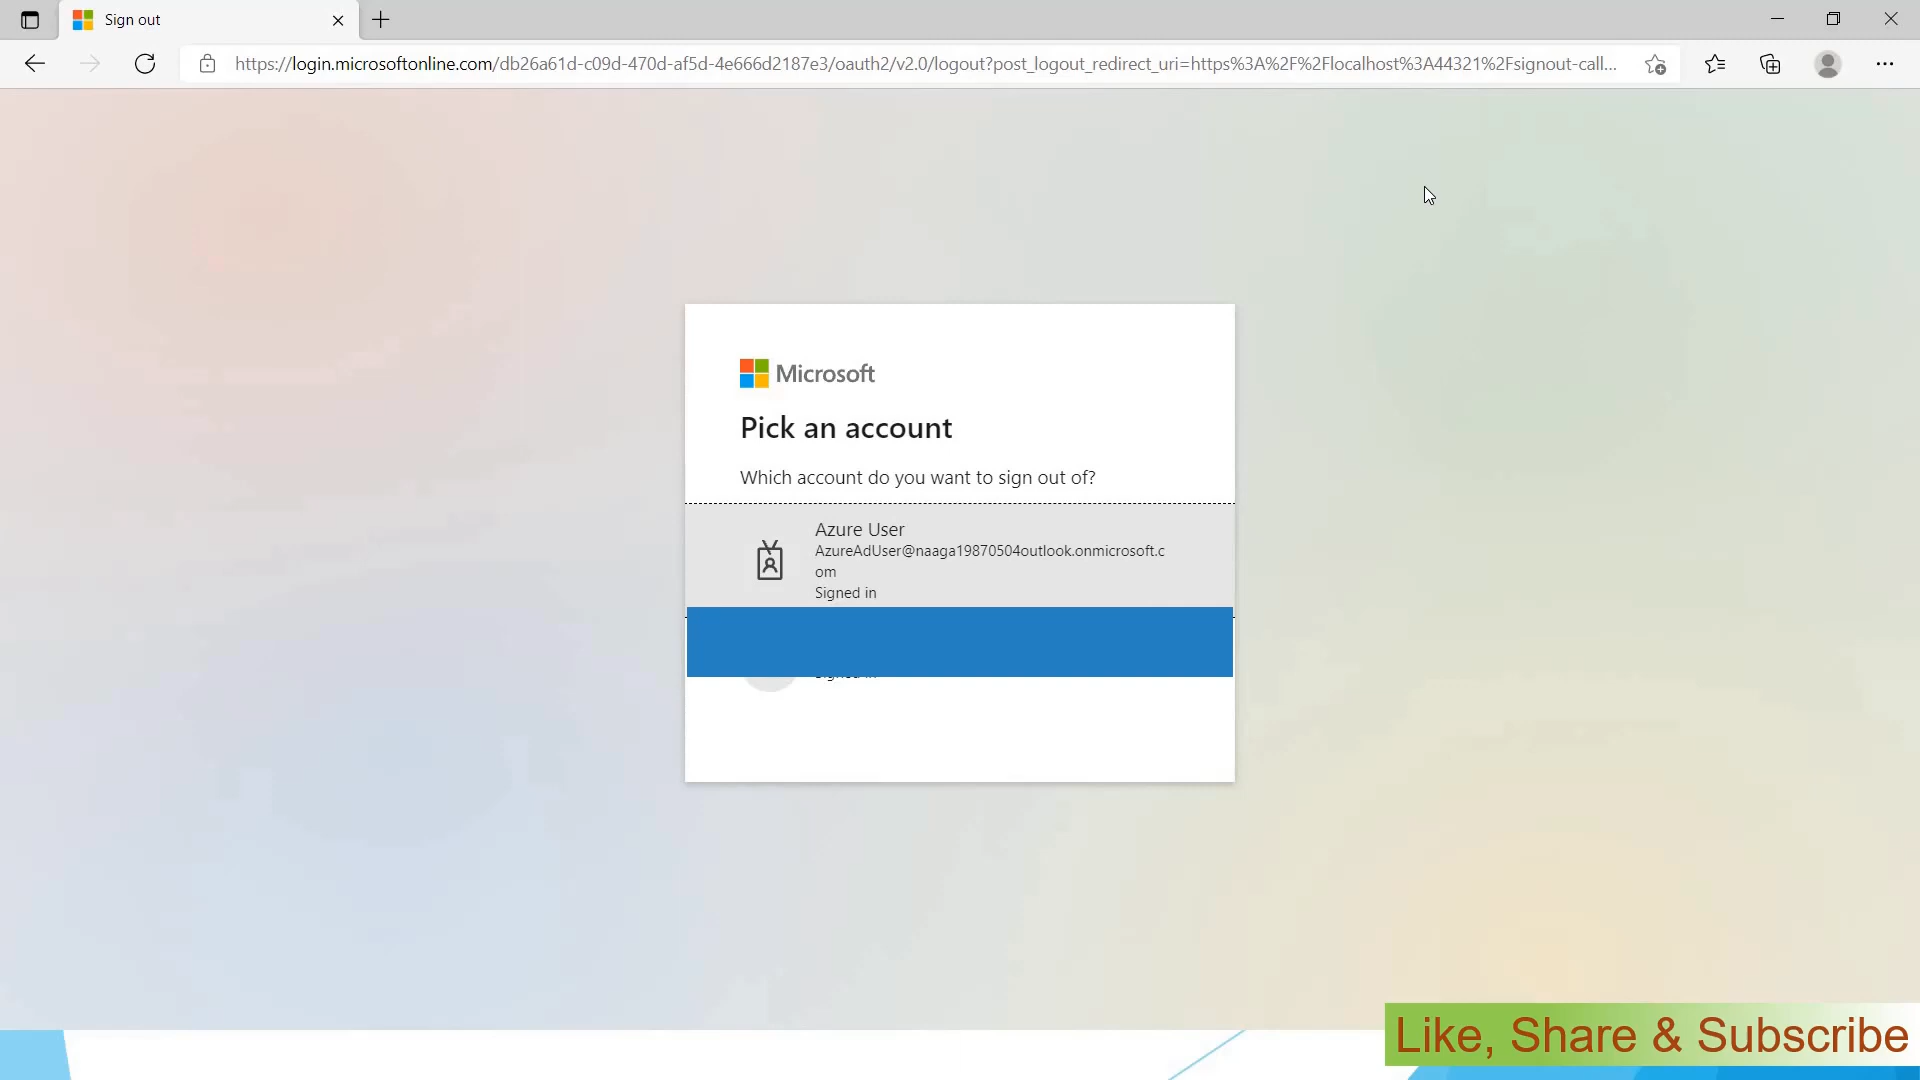 Sign out
https://login.microsoftonline.com/db26a61d-c09d-470d-af5d-4e666d2187e3/oauth2/v2.0/logout?post_logout_redirect_uri=https%3A%2F%2Flocalhost%3A44321%2Fsignout-call...
Microsoft
Pick an account
Which account do you want to sign out of?
Azure User
AzureAdUser@naaga19870504outlook.onmicrosoft.c
om
Signed in
Like, Share & Subscribe